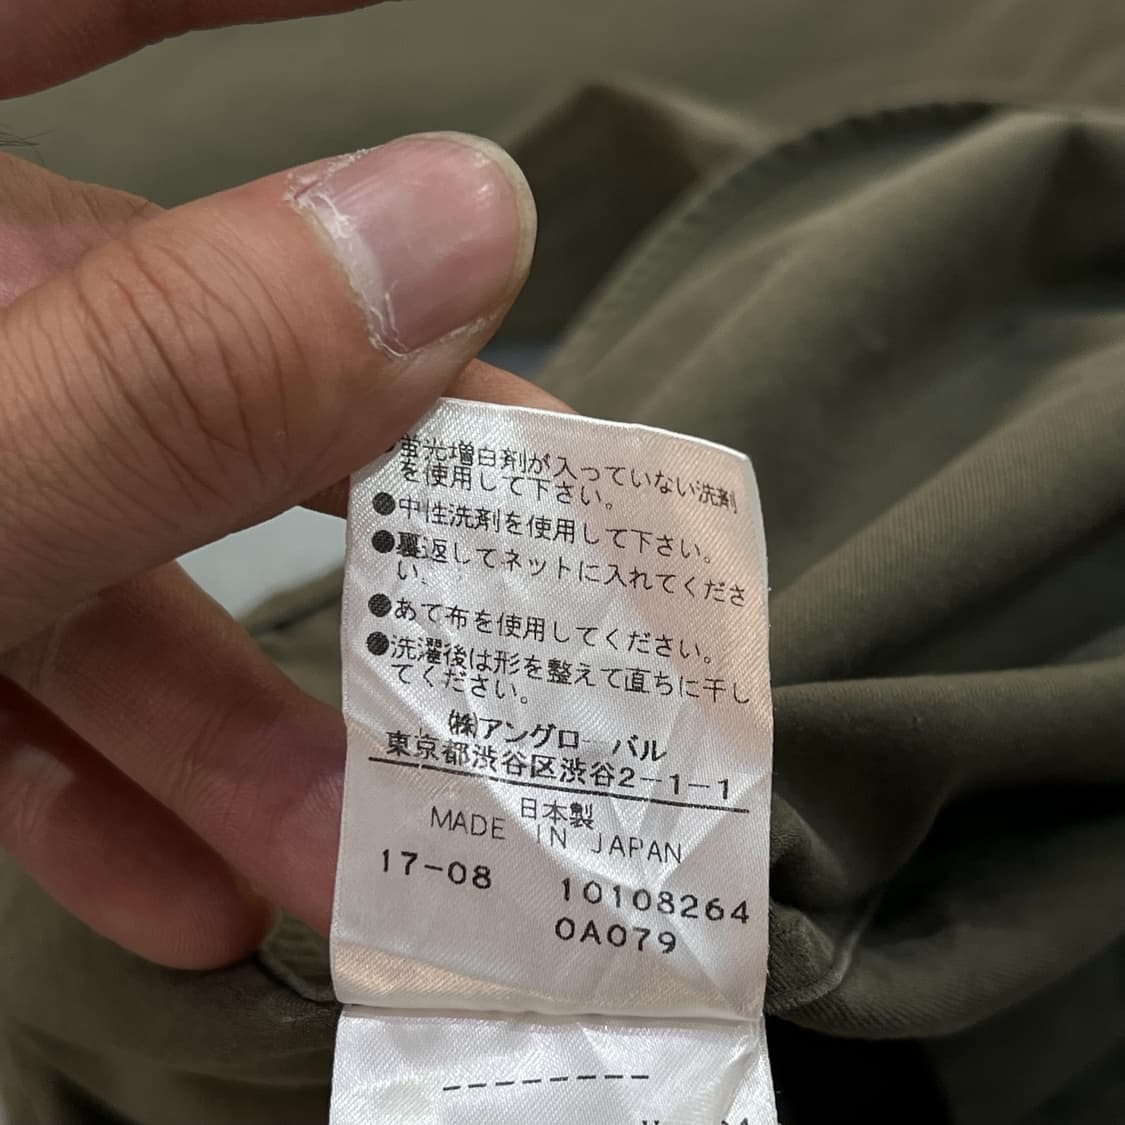 ●蛍光増白剤が入っていない洗剤
を使用して下さい。
●中性洗剤を使用して下さい。
●裏返してネットに入れてくださ
い。
●あて布を使用してください。
●洗濯後は形を整えて直ちに干し
てください。
㈱アングローバル
東京都渋谷区渋谷2-1-1
日本製
MADE IN JAPAN
17-08 10108264
0A079